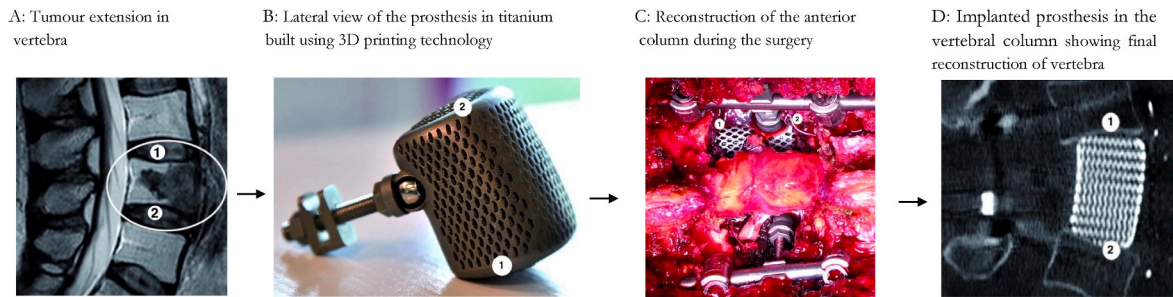 A: Tumour extension in
vertebra
B: Lateral view of the prosthesis in titanium
built using 3D printing technology
C: Reconstruction of the anterior
column during the surgery
D: Implanted prosthesis in the
vertebral column showing final
reconstruction of vertebra
1
2
2
1
1
2
1
2